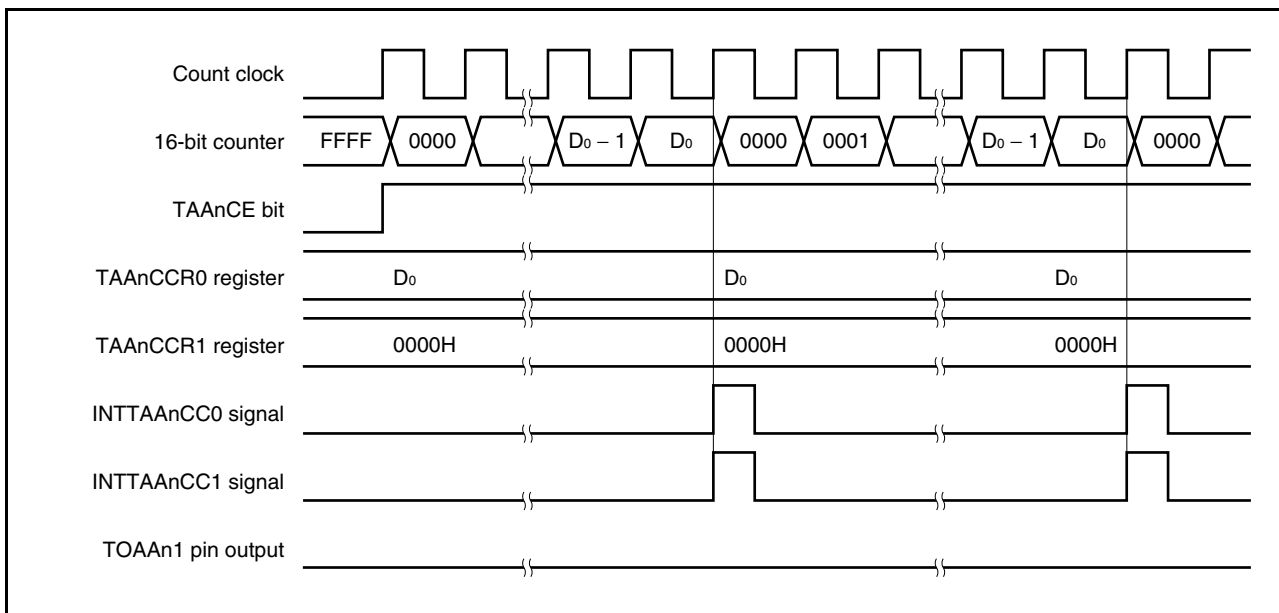 Count clock
16-bit counter FFFF 0000 D₀ − 1 D₀ 0000 0001 D₀ − 1 D₀ 0000
TAAnCE bit
TAAnCCR0 register D₀ D₀ D₀
TAAnCCR1 register 0000H 0000H 0000H
INTTAAnCC0 signal
INTTAAnCC1 signal
TOAAn1 pin output